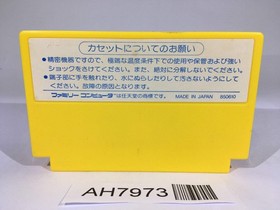 カセットについてのお願い
●精密機器ですので、極端な温度条件下での使用や保管および強い
ショックをさけてください。また、絶対に分解しないでください。
●端子部に手を触れたり、水にぬらしたりして汚さないようにして
ください。故障の原因となります。
ファミリーコンピュータ は任天堂の商標です。 MADE IN JAPAN
AH7973